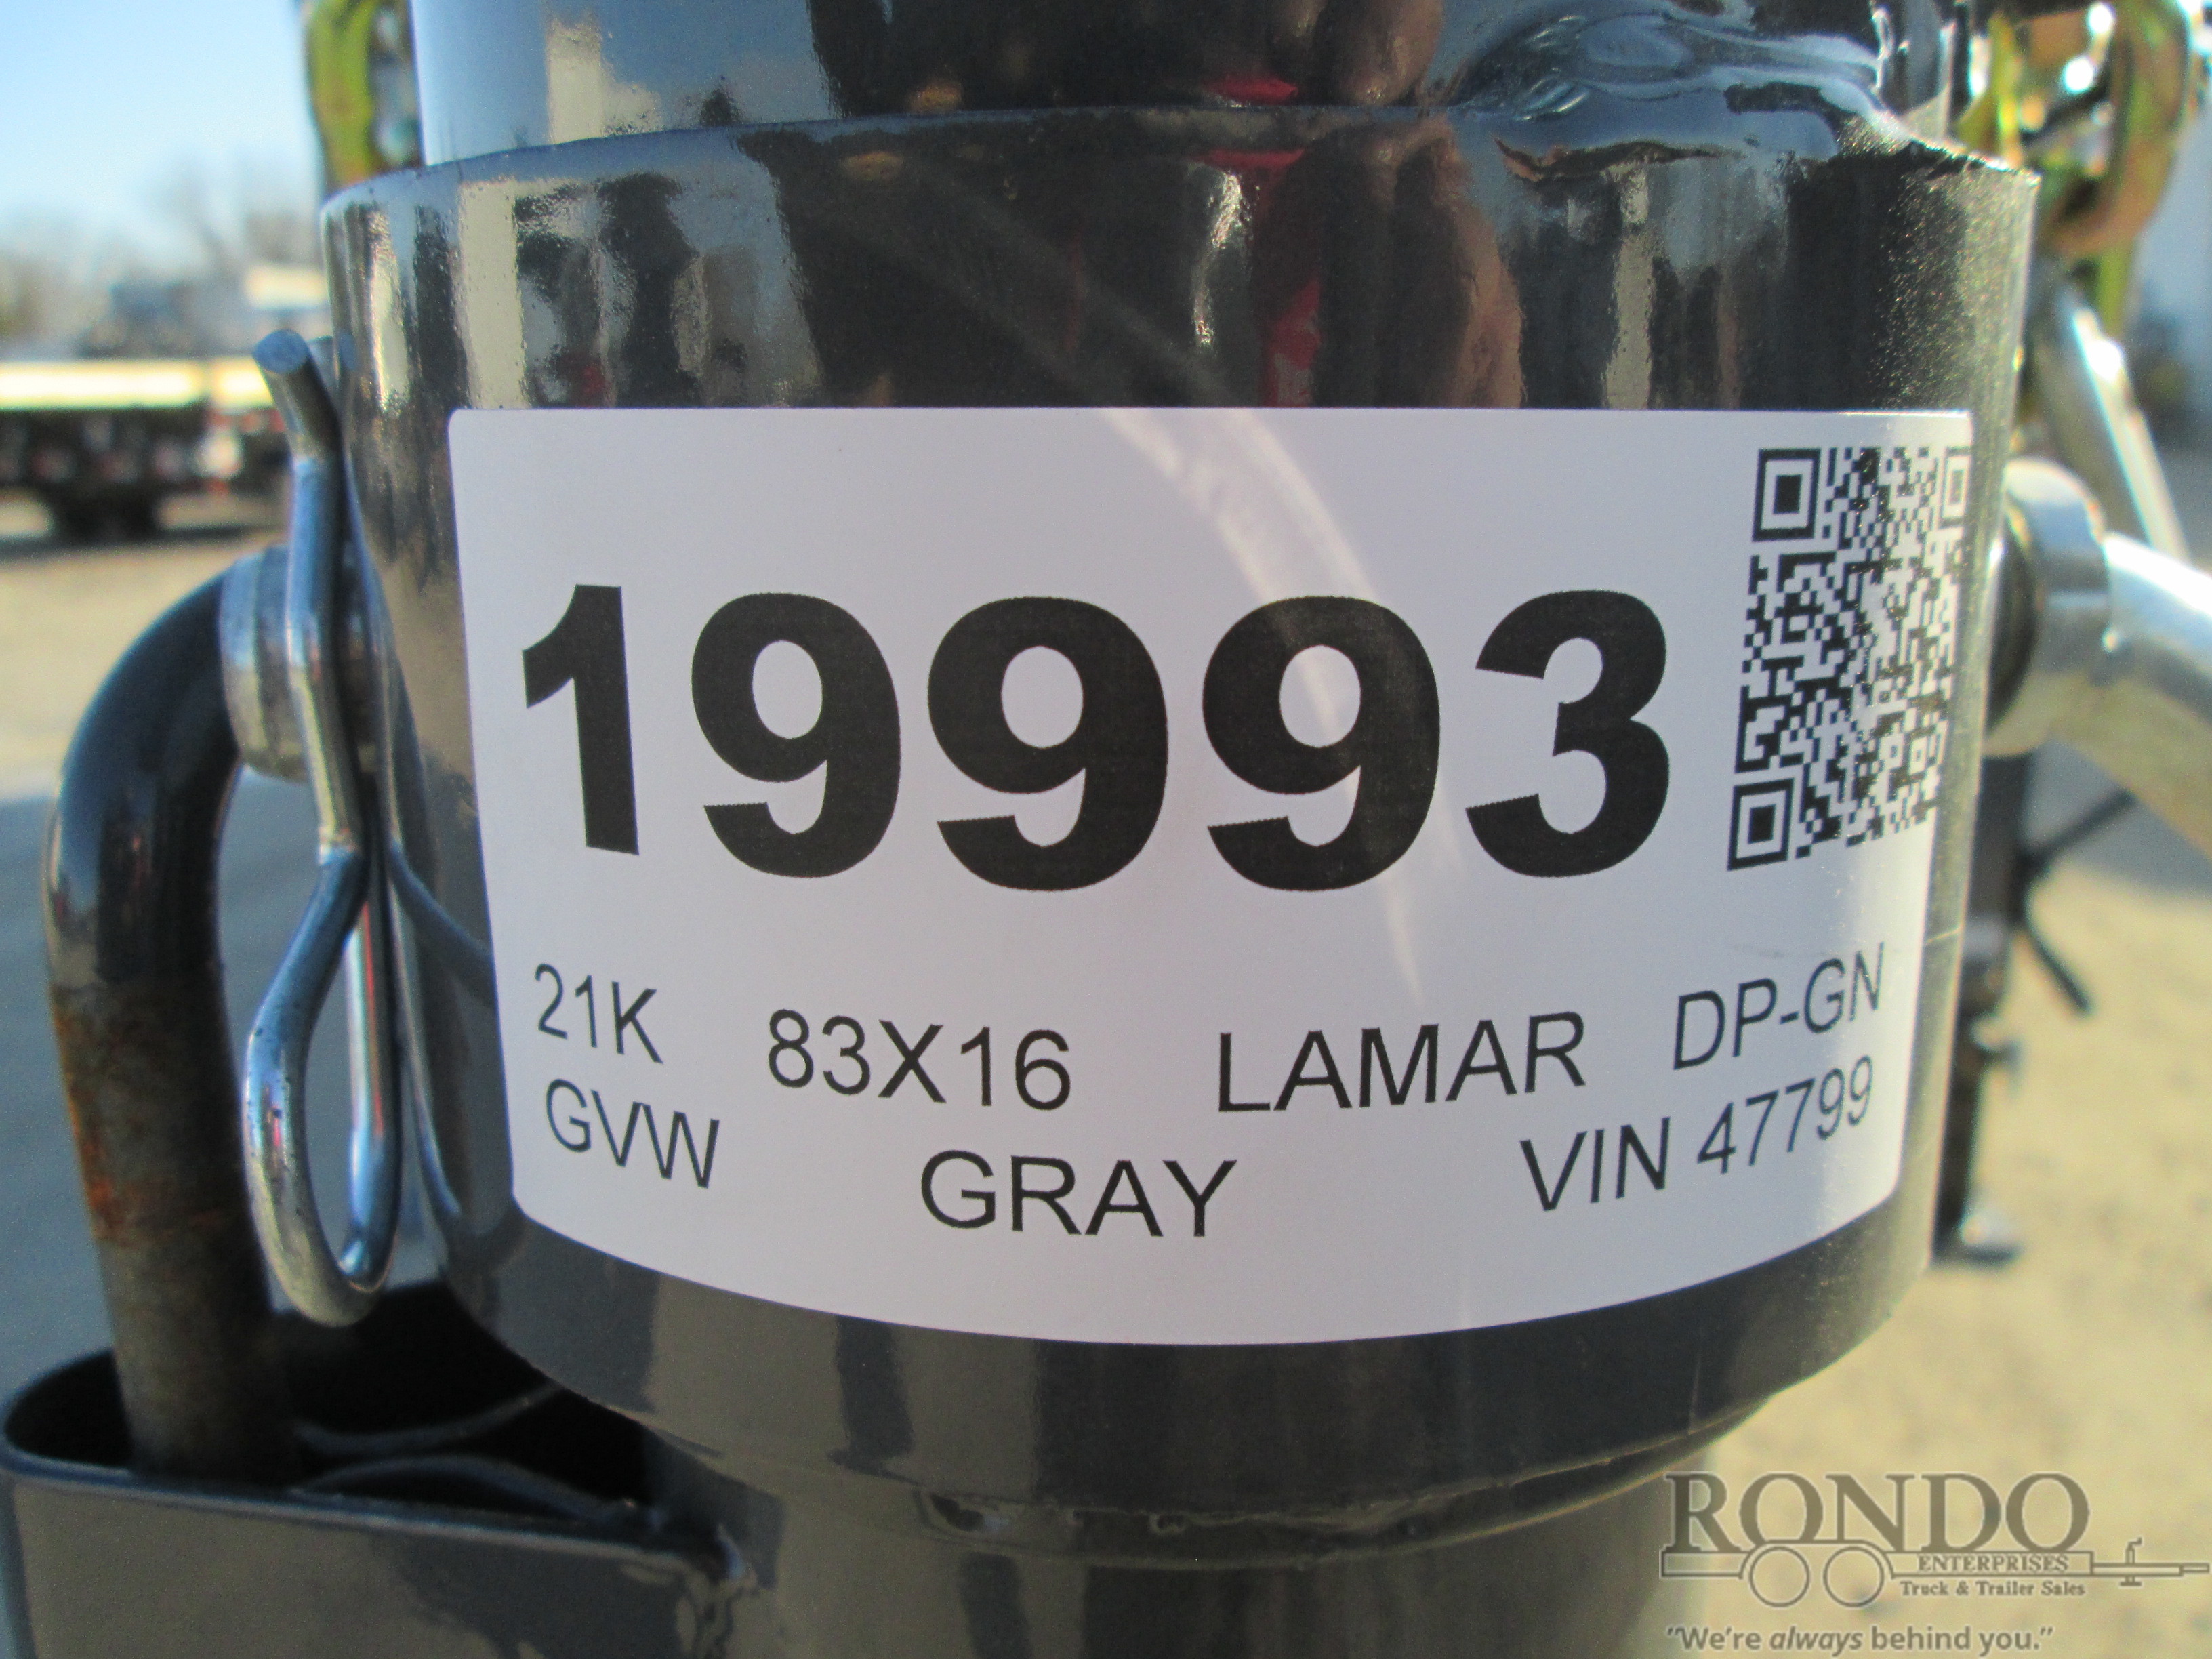 19993
21K 83X16 LAMAR DP-GN
GVW GRAY VIN 47799
RONDO
ENTERPRISES
Truck & Trailer Sales
"We're always behind you."